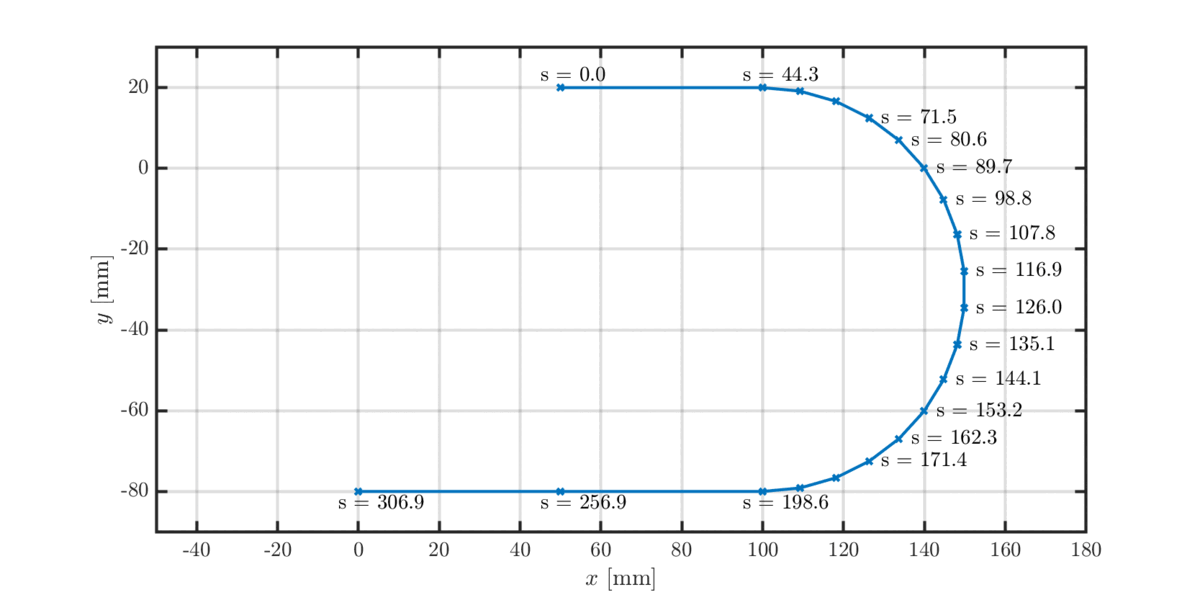 s = 0.0
s = 44.3
20
s = 71.5
s = 80.6
0
s = 89.7
s = 98.8
s = 107.8
-20
s = 116.9
y [mm]
s = 126.0
-40
s = 135.1
s = 144.1
-60
s = 153.2
s = 162.3
s = 171.4
-80
s = 306.9
s = 256.9
s = 198.6
-40 -20 0 20 40 60 80 100 120 140 160 180
x [mm]